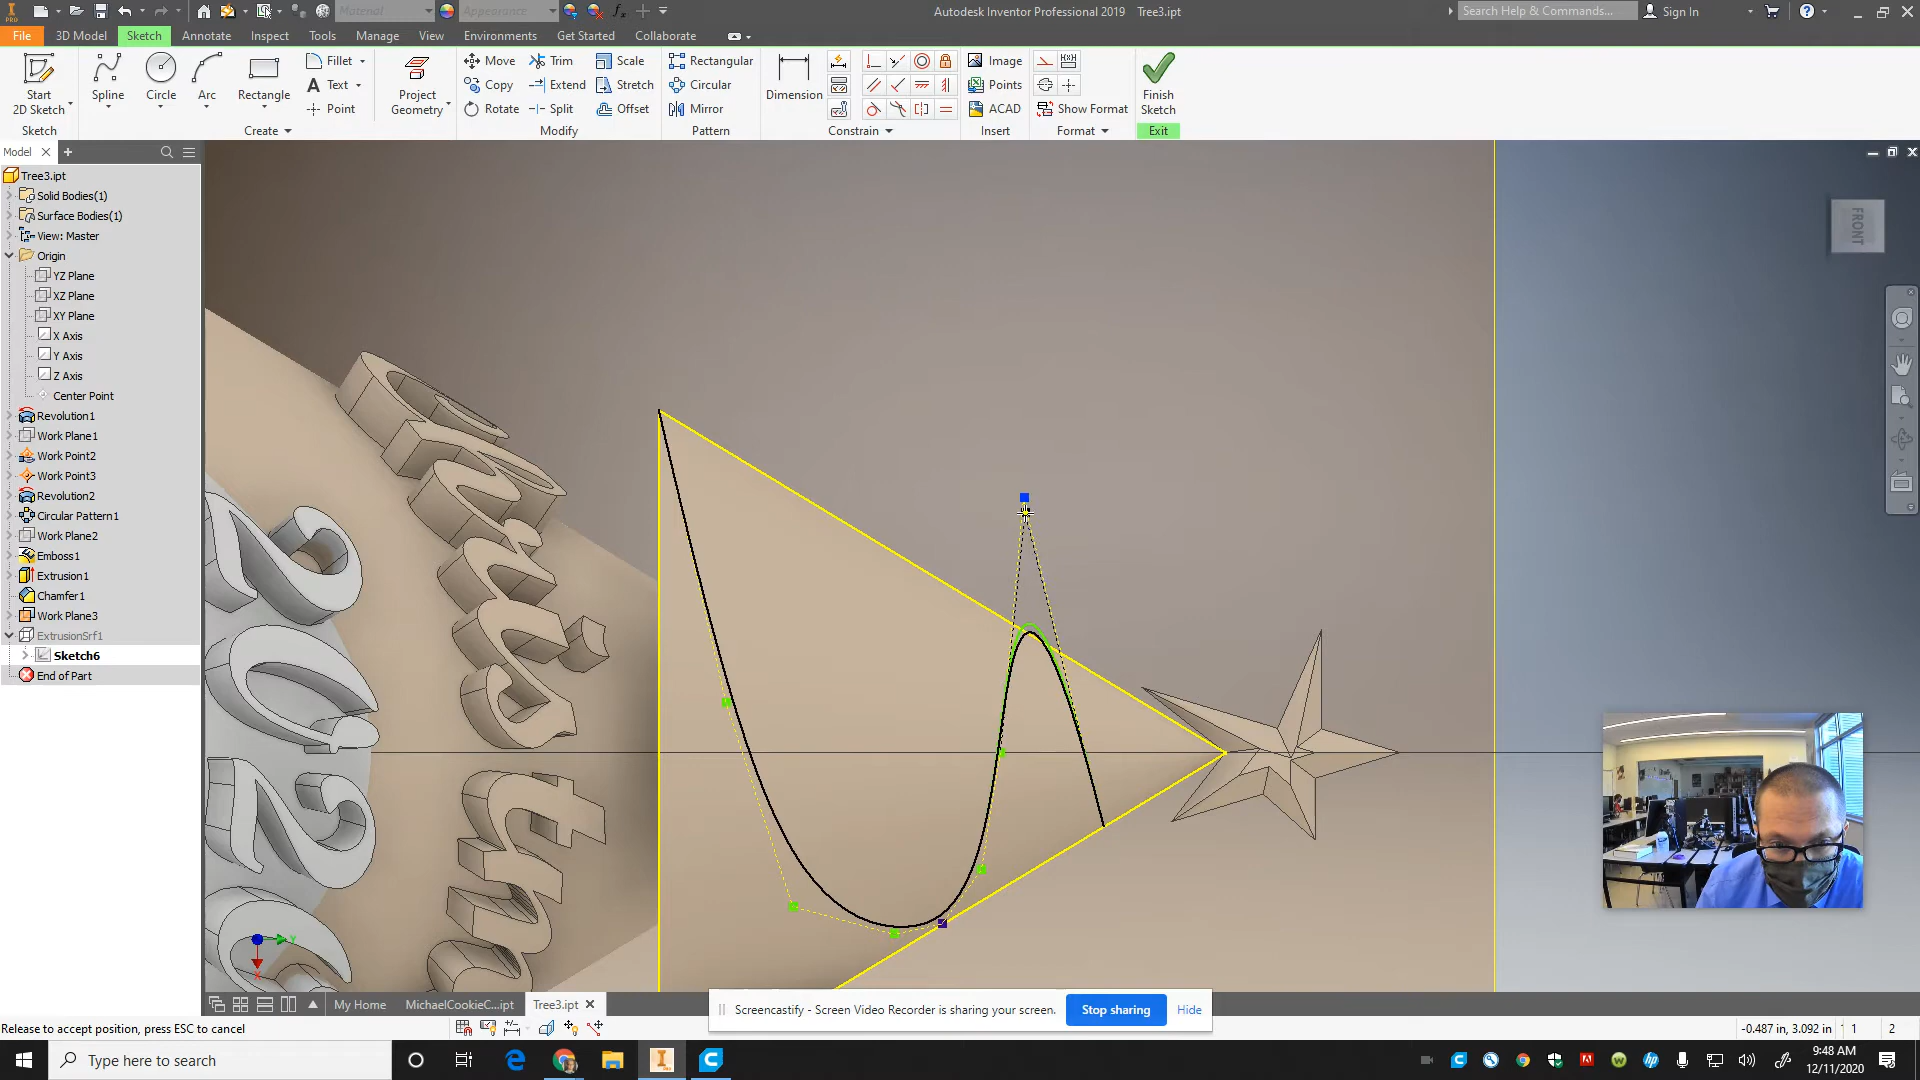 Material Appearance
Autodesk Inventor Professional 2019 Tree3.ipt
Search Help & Commands...
Sign In
File 3D Model Sketch Annotate Inspect Tools Manage View Environments Get Started Collaborate
Start
2D Sketch
Spline Circle Arc Rectangle
Fillet
Text
Point
Project
Geometry
Move Trim Scale
Copy Extend Stretch
Rotate Split Offset
Rectangular
Circular
Mirror
Dimension
Image
Points
ACAD
Show Format
Finish
Sketch
Sketch Create Modify Pattern Constrain Insert Format Exit
Model
Tree3.ipt
Solid Bodies(1)
Surface Bodies(1)
View: Master
Origin
YZ Plane
XZ Plane
XY Plane
X Axis
Y Axis
Z Axis
Center Point
Revolution1
Work Plane1
Work Point2
Work Point3
Revolution2
Circular Pattern1
Work Plane2
Emboss1
Extrusion1
Chamfer1
Work Plane3
ExtrusionSrf1
Sketch6
End of Part
FRONT
My Home MichaelCookieC...ipt Tree3.ipt
Screencastify - Screen Video Recorder is sharing your screen. Stop sharing Hide
Release to accept position, press ESC to cancel
-0.487 in, 3.092 in 1 2
Type here to search
9:48 AM
12/11/2020